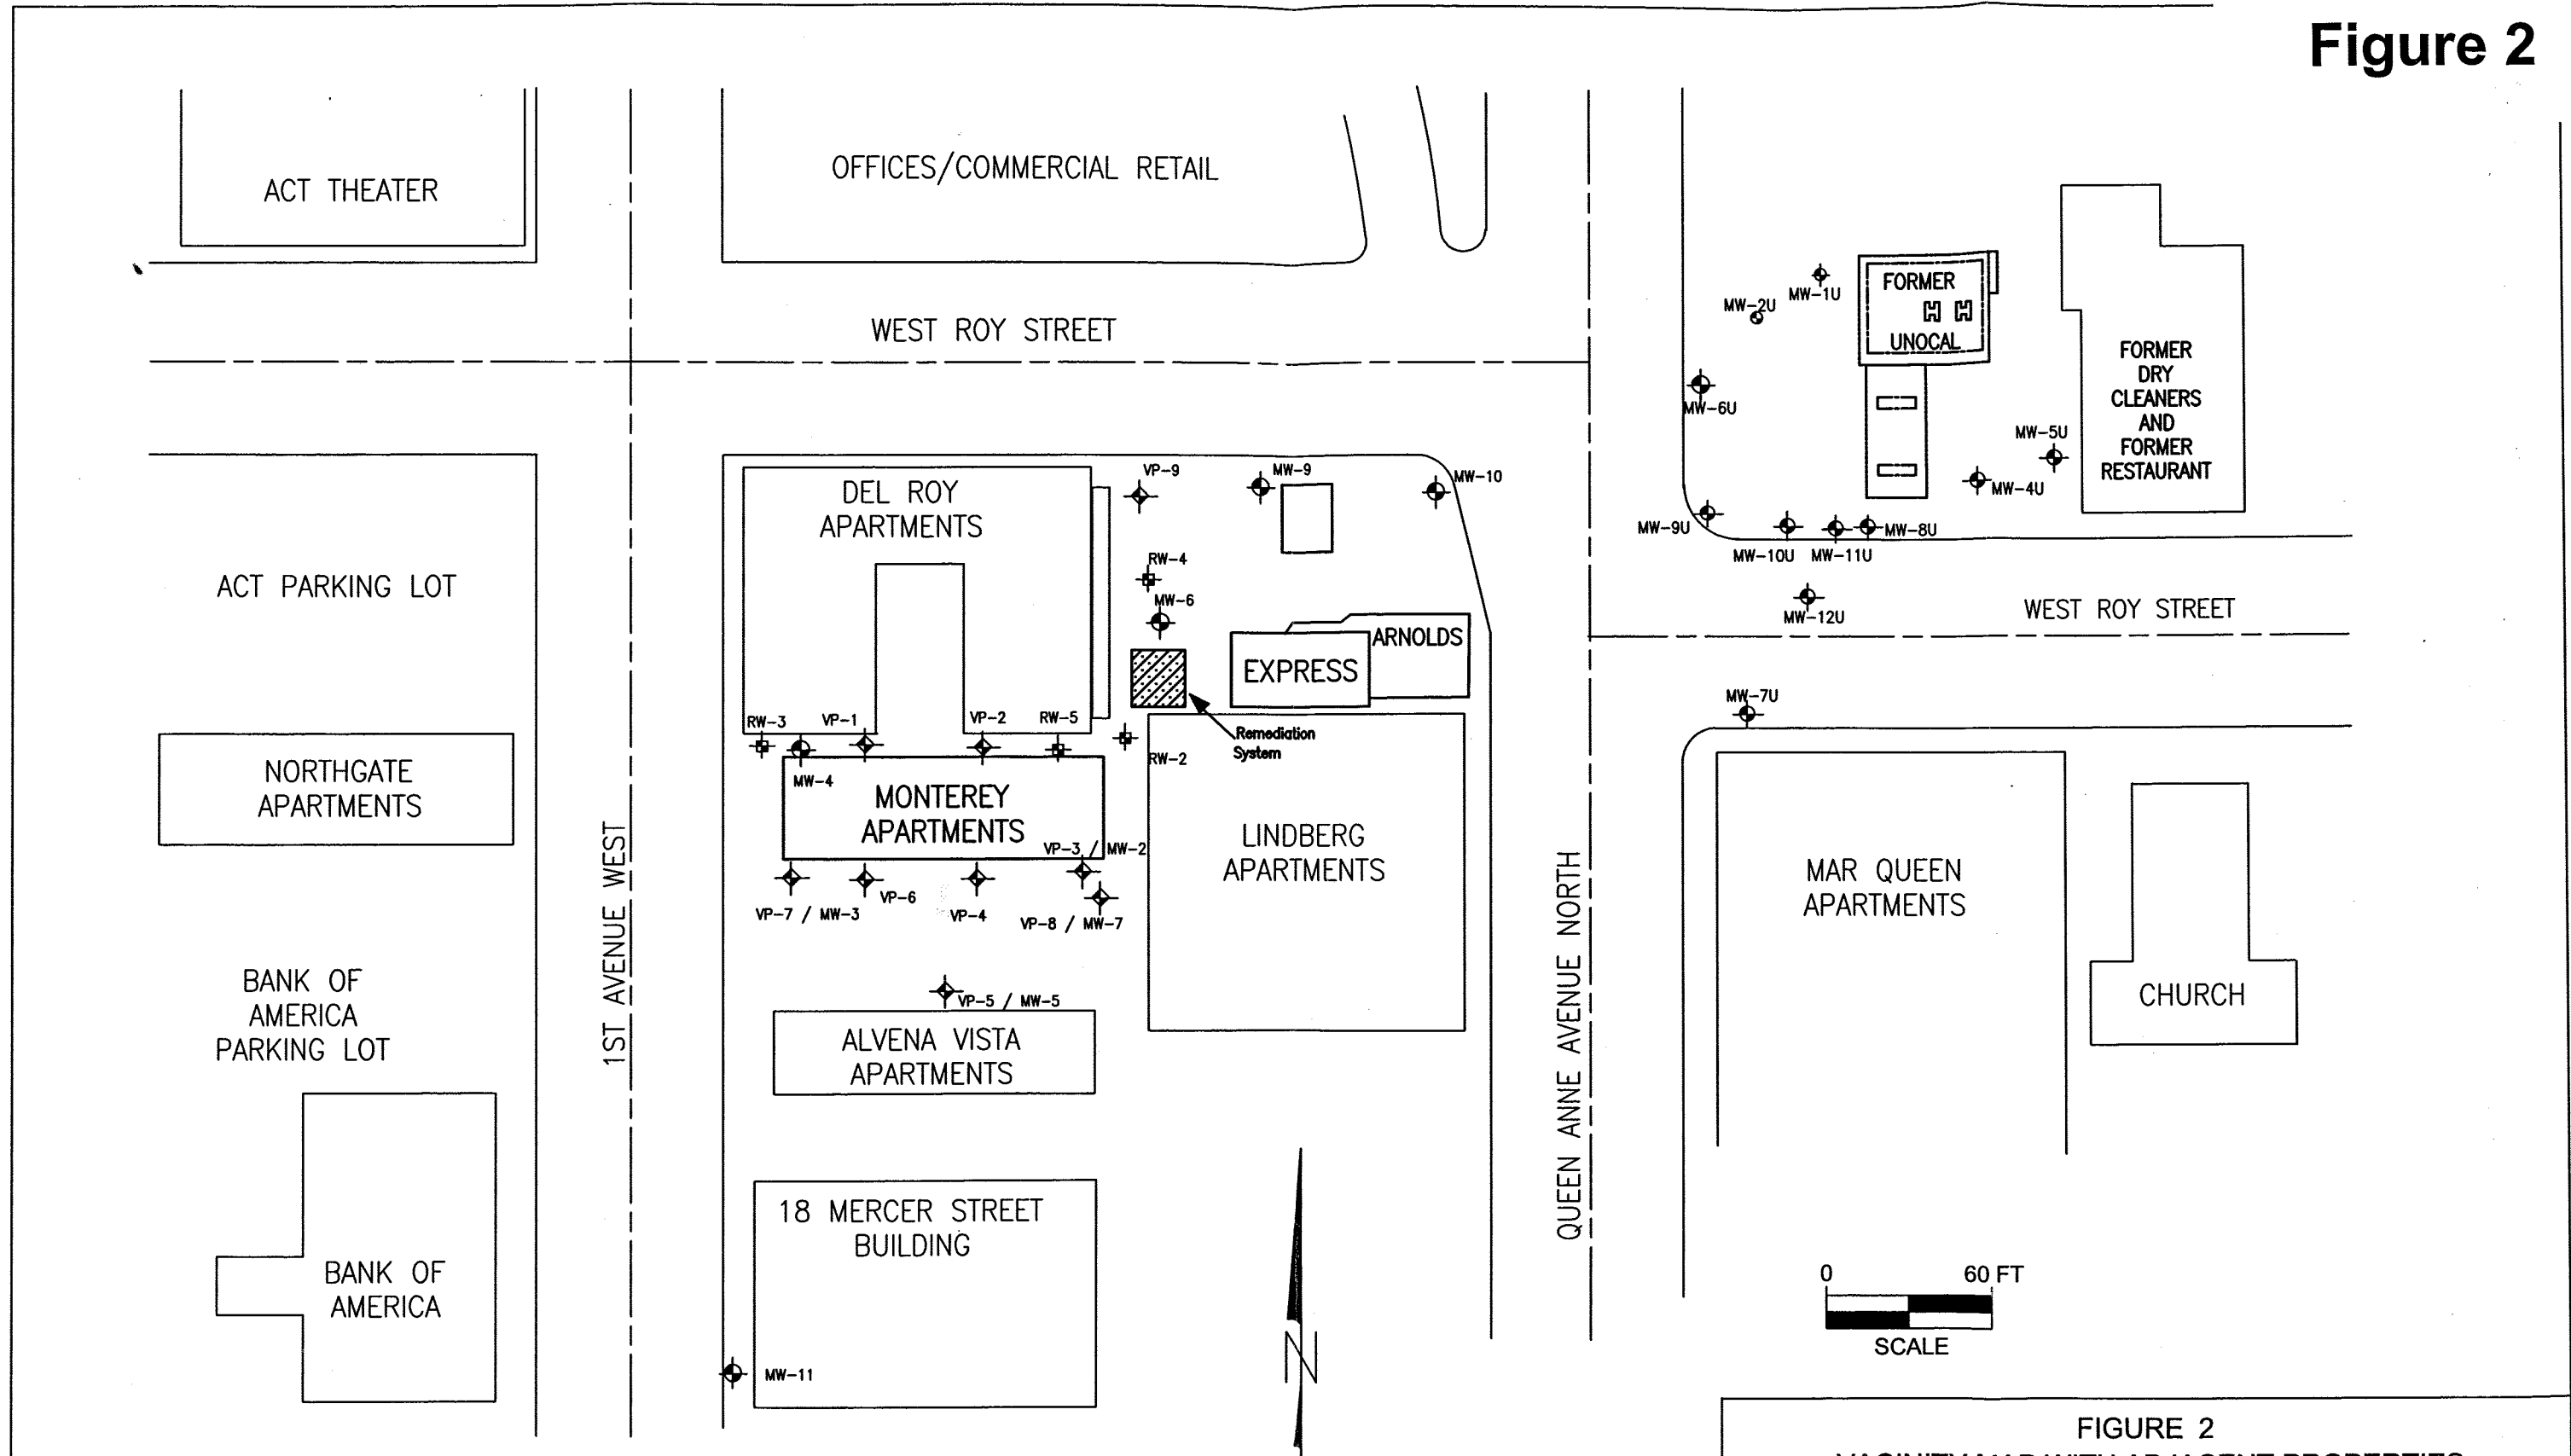 Figure 2
ACT THEATER
OFFICES/COMMERCIAL RETAIL
WEST ROY STREET
MW-1U
MW-2U
FORMER
UNOCAL
MW-6U
FORMER
DRY
CLEANERS
AND
FORMER
RESTAURANT
MW-5U
MW-4U
MW-9U
MW-10U
MW-11U
MW-8U
MW-12U
WEST ROY STREET
MW-7U
DEL ROY
APARTMENTS
VP-9
MW-9
MW-10
RW-4
MW-6
ARNOLDS
EXPRESS
ACT PARKING LOT
RW-3
VP-1
VP-2
RW-5
Remediation
System
RW-2
MW-4
NORTHGATE
APARTMENTS
MONTEREY
APARTMENTS
VP-3 / MW-2
LINDBERG
APARTMENTS
MAR QUEEN
APARTMENTS
VP-7 / MW-3
VP-6
VP-4
VP-8 / MW-7
1ST AVENUE WEST
QUEEN ANNE AVENUE NORTH
BANK OF
AMERICA
PARKING LOT
VP-5 / MW-5
CHURCH
ALVENA VISTA
APARTMENTS
18 MERCER STREET
BUILDING
BANK OF
AMERICA
MW-11
N
0 60 FT
SCALE
FIGURE 2